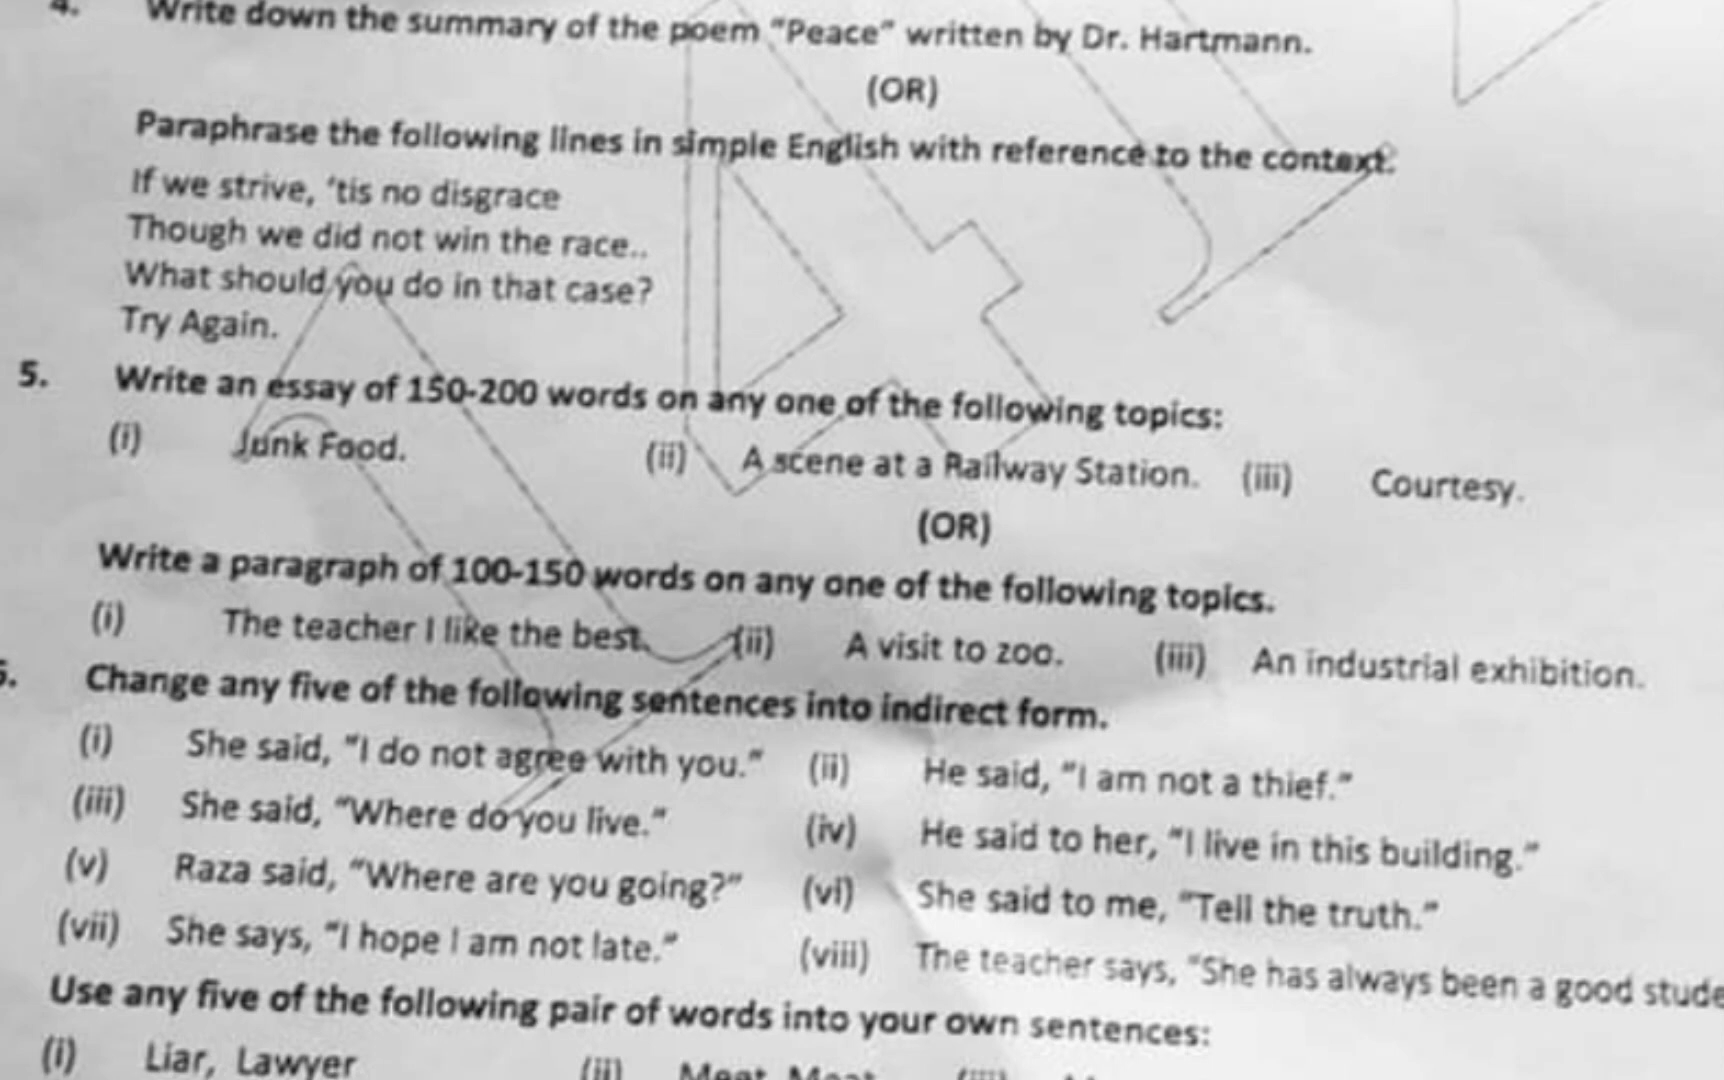 4. Write down the summary of the poem “Peace” written by Dr. Hartmann.
(OR)
Paraphrase the following lines in simple English with reference to the context.
If we strive, ‘tis no disgrace
Though we did not win the race..
What should you do in that case?
Try Again.
5. Write an essay of 150-200 words on any one of the following topics:
(i) Junk Food. (ii) A scene at a Railway Station. (iii) Courtesy.
(OR)
Write a paragraph of 100-150 words on any one of the following topics.
(i) The teacher I like the best. (ii) A visit to zoo. (iii) An industrial exhibition.
6. Change any five of the following sentences into indirect form.
(i) She said, “I do not agree with you.” (ii) He said, “I am not a thief.”
(iii) She said, “Where do you live.” (iv) He said to her, “I live in this building.”
(v) Raza said, “Where are you going?” (vi) She said to me, “Tell the truth.”
(vii) She says, “I hope I am not late.” (viii) The teacher says, “She has always been a good stude
Use any five of the following pair of words into your own sentences:
(i) Liar, Lawyer (ii) Meet, Meat (iii)